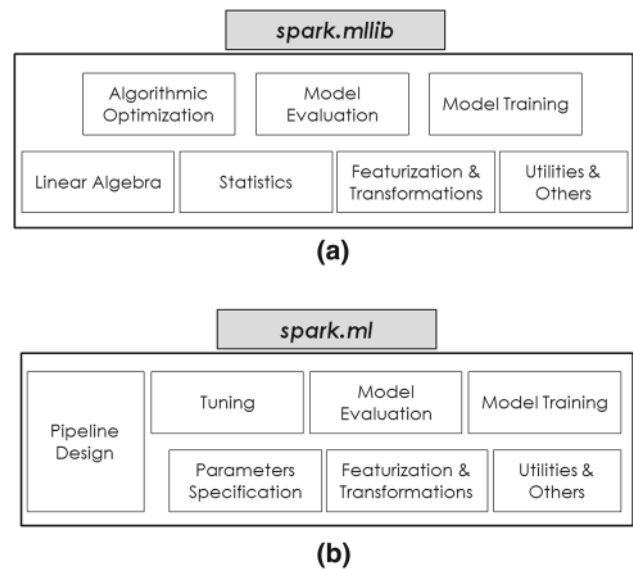 spark.mllib
Algorithmic
Optimization
Model
Evaluation
Model Training
Linear Algebra
Statistics
Featurization &
Transformations
Utilities &
Others
(a)
spark.ml
Pipeline
Design
Tuning
Model
Evaluation
Model Training
Parameters
Specification
Featurization &
Transformations
Utilities &
Others
(b)